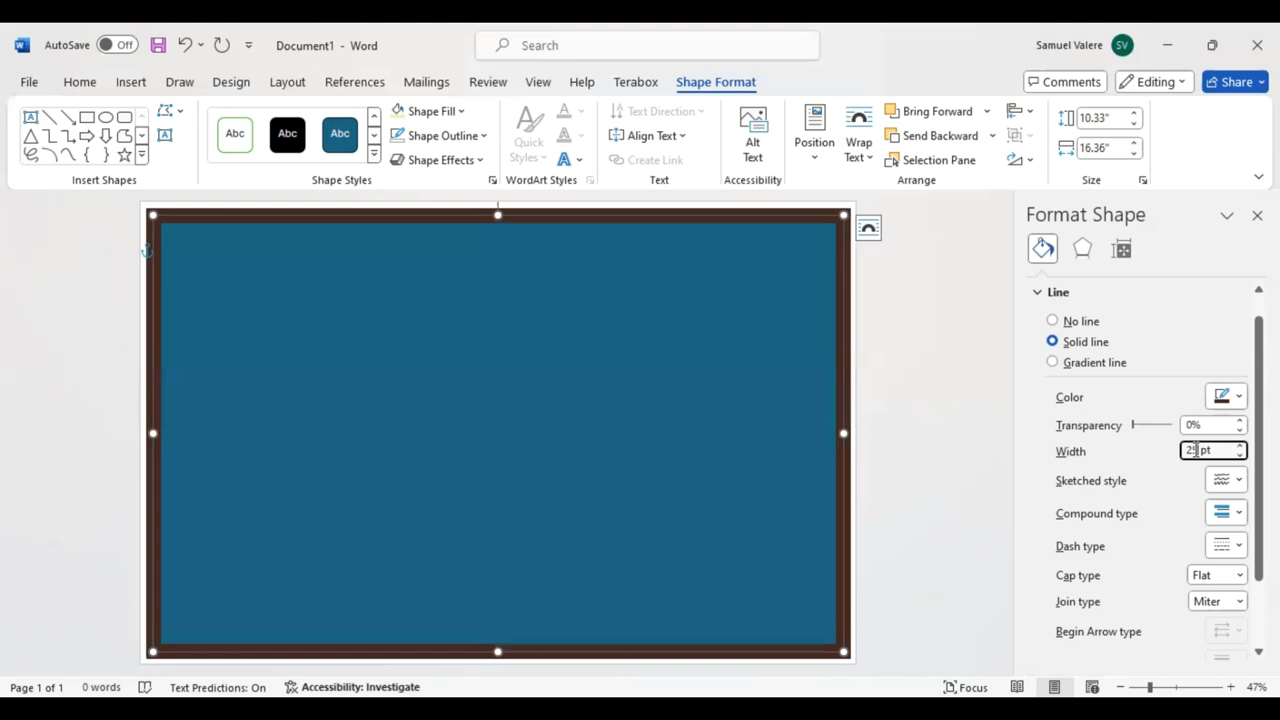 AutoSave Off Document1 - Word Search Samuel Valere SV
File Home Insert Draw Design Layout References Mailings Review View Help Terabox Shape Format Comments Editing Share
Abc Abc Abc
Shape Fill
Shape Outline
Shape Effects
Quick Styles
Text Direction
Align Text
Create Link
Alt Text
Position
Wrap Text
Bring Forward
Send Backward
Selection Pane
10.33"
16.36"
Insert Shapes Shape Styles WordArt Styles Text Accessibility Arrange Size
Format Shape
Line
No line
Solid line
Gradient line
Color
Transparency 0%
Width pt
Sketched style
Compound type
Dash type
Cap type Flat
Join type Miter
Begin Arrow type
Page 1 of 1 0 words Text Predictions: On Accessibility: Investigate Focus 47%